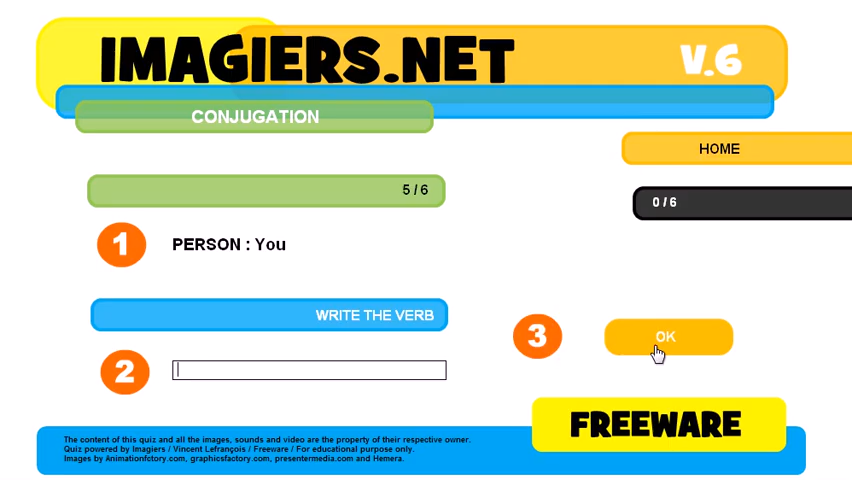 IMAGIERS.NET
V.6
CONJUGATION
HOME
5 / 6
0 / 6
1
PERSON : You
WRITE THE VERB
3
OK
2
FREEWARE
The content of this quiz and all the images, sounds and video are the property of their respective owner.
Quiz powered by Imagiers / Vincent Lefrançois / Freeware / For educational purpose only.
Images by Animationfctory.com, graphicsfactory.com, presentermedia.com and Hemera.